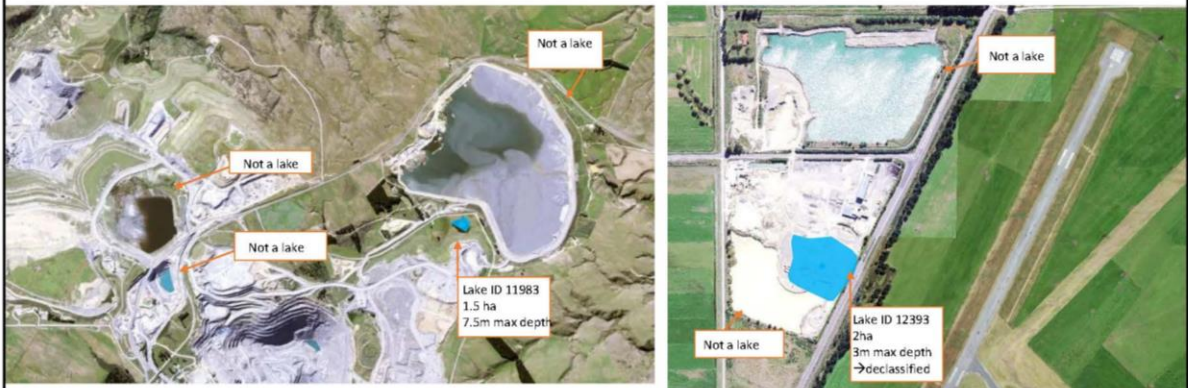 Not a lake
Not a lake
Not a lake
Lake ID 11983
1.5 ha
7.5m max depth
Not a lake
Not a lake
Lake ID 12393
2ha
3m max depth
→declassified